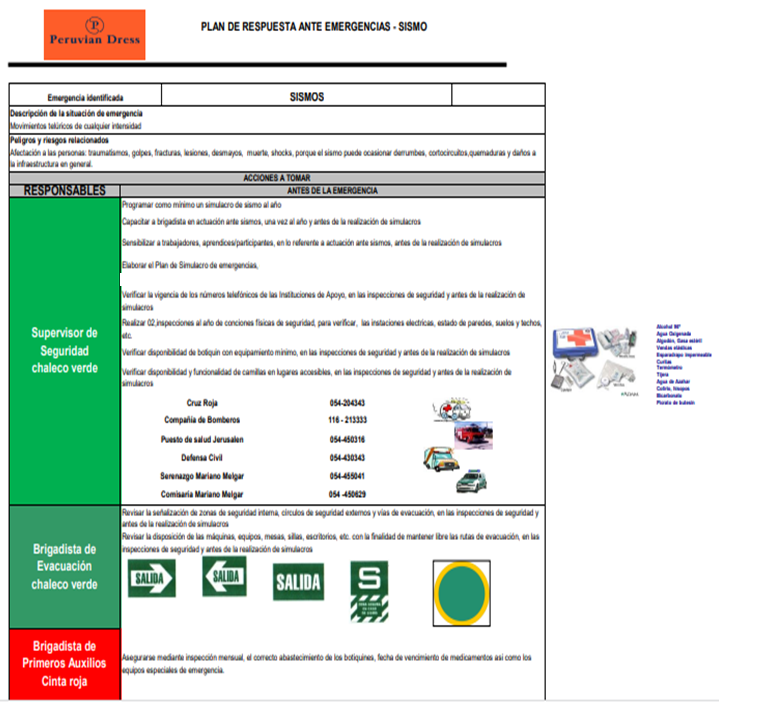 Peruvian Dress
PLAN DE RESPUESTA ANTE EMERGENCIAS - SISMO
Emergencia identificada
SISMOS
Descripción de la situación de emergencia
Movimientos telúricos de cualquier intensidad
Peligros y riesgos relacionados
Afectación a las personas: traumatismos, golpes, fracturas, lesiones, desmayos, muerte, shocks, porque el sismo puede ocasionar derrumbes, cortocircuitos,quemaduras y daños a
la infraestructura en general.
ACCIONES A TOMAR
RESPONSABLES
ANTES DE LA EMERGENCIA
Supervisor de
Seguridad
chaleco verde
Programar como mínimo un simulacro de sismo al año
Capacitar a brigadista en actuación ante sismos, una vez al año y antes de la realización de simulacros
Sensibilizar a trabajadores, aprendices/participantes, en lo referente a actuación ante sismos, antes de la realización de simulacros
Elaborar el Plan de Simulacro de emergencias,
Verificar la vigencia de los números telefónicos de las Instituciones de Apoyo, en las inspecciones de seguridad y antes de la realización de
simulacros
Realizar 02,inspecciones al año de conciones físicas de seguridad, para verificar, las instaciones electricas, estado de paredes, suelos y techos,
etc.
Verificar disponibilidad de botiquin con equipamiento mínimo, en las inspecciones de seguridad y antes de la realización de simulacros
Verificar disponibilidad y funcionalidad de camillas en lugares accesibles, en las inspecciones de seguridad y antes de la realización de
simulacros
Cruz Roja 054-204343
Compañía de Bomberos 116 - 213333
Puesto de salud Jerusalen 054-450316
Defensa Civil 054-430343
Serenazgo Mariano Melgar 054-455041
Comisaría Mariano Melgar 054 -450629
Alcohol 96°
Agua Oxigenada
Algodón, Gasa estéril
Vendas elásticas
Esparadrapo impermeable
Curitas
Termometro
Tijera
Agua de Azahar
Colirio, frasque
Bicarbonato
Brigadista de
Evacuación
chaleco verde
Revisar la señalización de zonas de seguridad interna, círculos de seguridad externos y vías de evacuación, en las inspecciones de seguridad y
antes de la realización de simulacros
Revisar la disposición de las máquinas, equipos, mesas, sillas, escritorios, etc. con la finalidad de mantener libre las rutas de evacuación, en las
inspecciones de seguridad y antes de la realización de simulacros
SALIDA
SALIDA
SALIDA
S
Brigadista de
Primeros Auxilios
Cinta roja
Asegurarse mediante inspección mensual, el correcto abastecimiento de los botiquines, fecha de vencimiento de medicamentos asi como los
equipos especiales de emergencia.